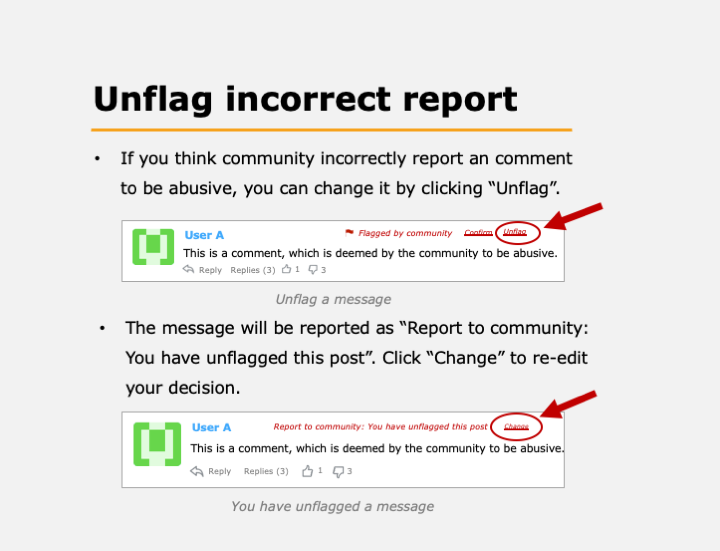 Unflag incorrect report
• If you think community incorrectly report an comment
to be abusive, you can change it by clicking “Unflag”.
User A Flagged by community Confirm Unflag
This is a comment, which is deemed by the community to be abusive.
Reply Replies (3) 1 3
Unflag a message
• The message will be reported as “Report to community:
You have unflagged this post”. Click “Change” to re-edit
your decision.
User A Report to community: You have unflagged this post Change
This is a comment, which is deemed by the community to be abusive.
Reply Replies (3) 1 3
You have unflagged a message